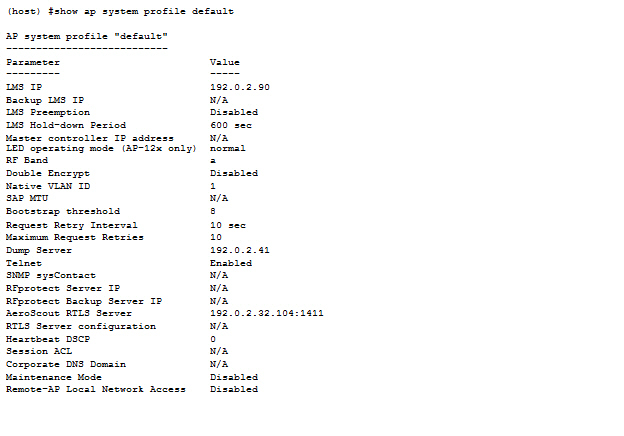 (host) #show ap system profile default
AP system profile "default"
---------------------------
Parameter Value
--------- -----
LMS IP 192.0.2.90
Backup LMS IP N/A
LMS Preemption Disabled
LMS Hold-down Period 600 sec
Master controller IP address N/A
LED operating mode (AP-12x only) normal
RF Band a
Double Encrypt Disabled
Native VLAN ID 1
SAP MTU N/A
Bootstrap threshold 8
Request Retry Interval 10 sec
Maximum Request Retries 10
Dump Server 192.0.2.41
Telnet Enabled
SNMP sysContact N/A
RFprotect Server IP N/A
RFprotect Backup Server IP N/A
AeroScout RTLS Server 192.0.2.32.104:1411
RTLS Server configuration N/A
Heartbeat DSCP 0
Session ACL N/A
Corporate DNS Domain N/A
Maintenance Mode Disabled
Remote-AP Local Network Access Disabled